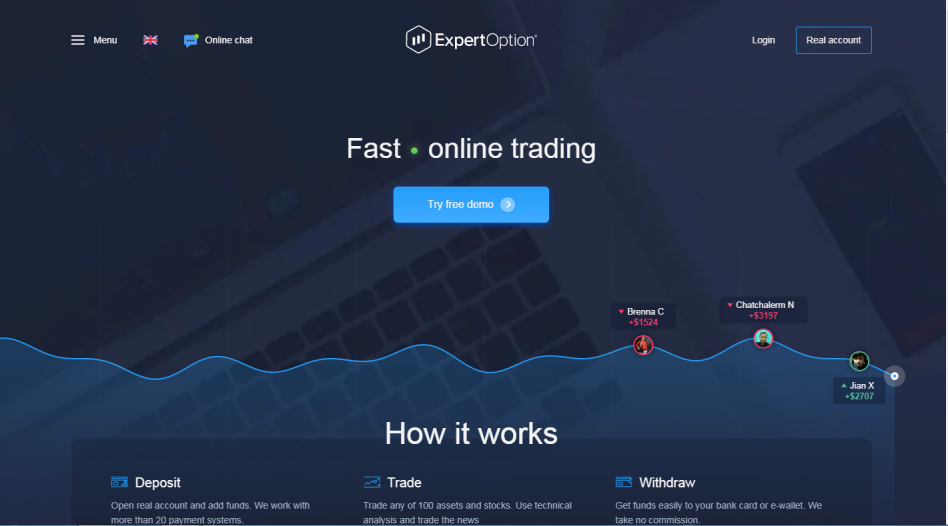 Menu
Online chat
ExpertOption
Login
Real account
Fast • online trading
Try free demo
Brenna C
+$1524
Chatchalerm N
+$3197
Jian X
+$2707
How it works
Deposit
Open real account and add funds. We work with
more than 20 payment systems.
Trade
Trade any of 100 assets and stocks. Use technical
analysis and trade the news
Withdraw
Get funds easily to your bank card or e-wallet. We
take no commission.